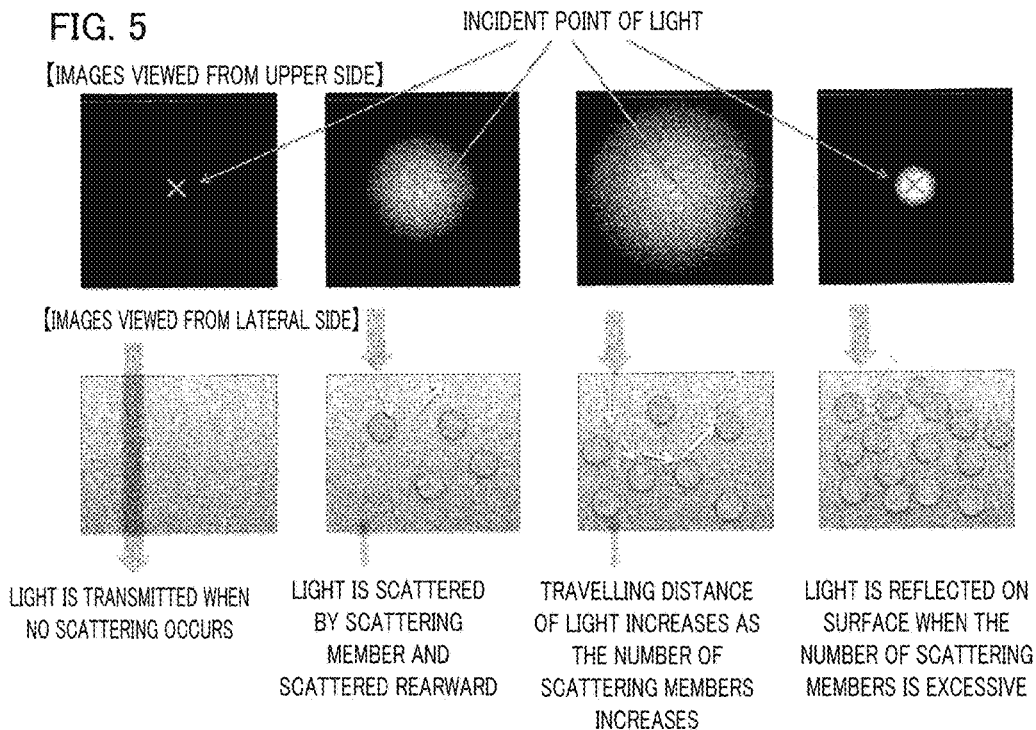 FIG. 5
INCIDENT POINT OF LIGHT
【IMAGES VIEWED FROM UPPER SIDE】
【IMAGES VIEWED FROM LATERAL SIDE】
LIGHT IS TRANSMITTED WHEN
NO SCATTERING OCCURS
LIGHT IS SCATTERED
BY SCATTERING
MEMBER AND
SCATTERED REARWARD
TRAVELLING DISTANCE
OF LIGHT INCREASES AS
THE NUMBER OF
SCATTERING MEMBERS
INCREASES
LIGHT IS REFLECTED ON
SURFACE WHEN THE
NUMBER OF SCATTERING
MEMBERS IS EXCESSIVE